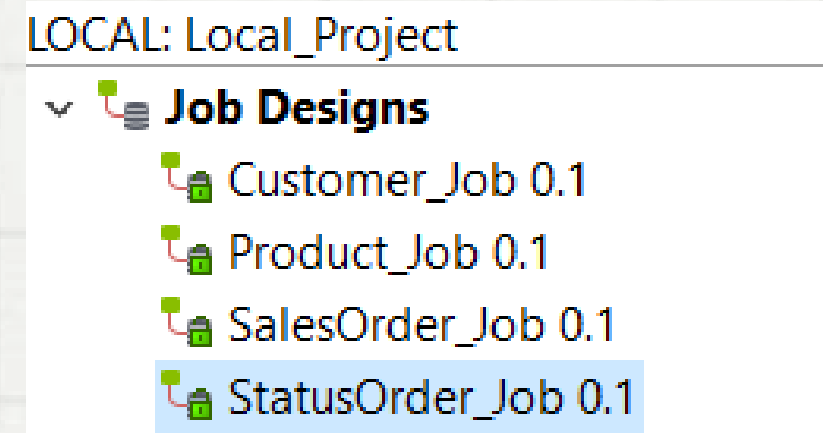 LOCAL: Local_Project
Job Designs
Customer_Job 0.1
Product_Job 0.1
SalesOrder_Job 0.1
StatusOrder_Job 0.1